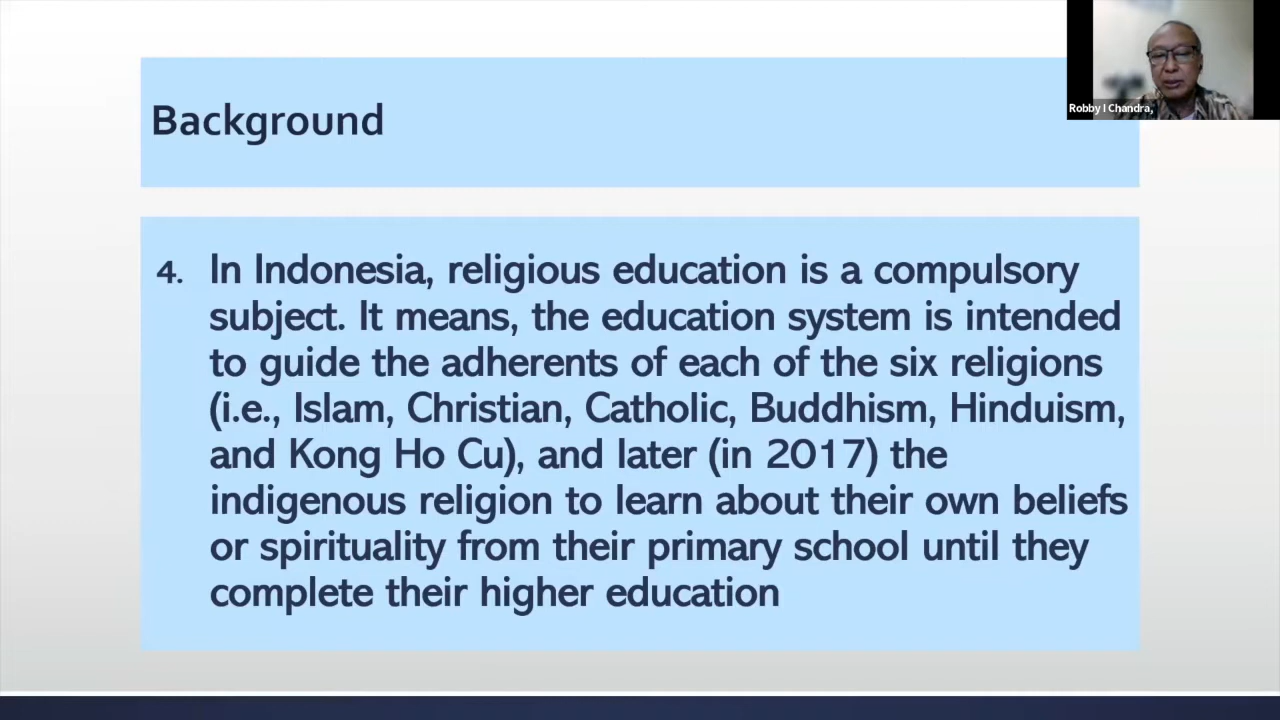 Robby I Chandra,
Background
4. In Indonesia, religious education is a compulsory
subject. It means, the education system is intended
to guide the adherents of each of the six religions
(i.e., Islam, Christian, Catholic, Buddhism, Hinduism,
and Kong Ho Cu), and later (in 2017) the
indigenous religion to learn about their own beliefs
or spirituality from their primary school until they
complete their higher education